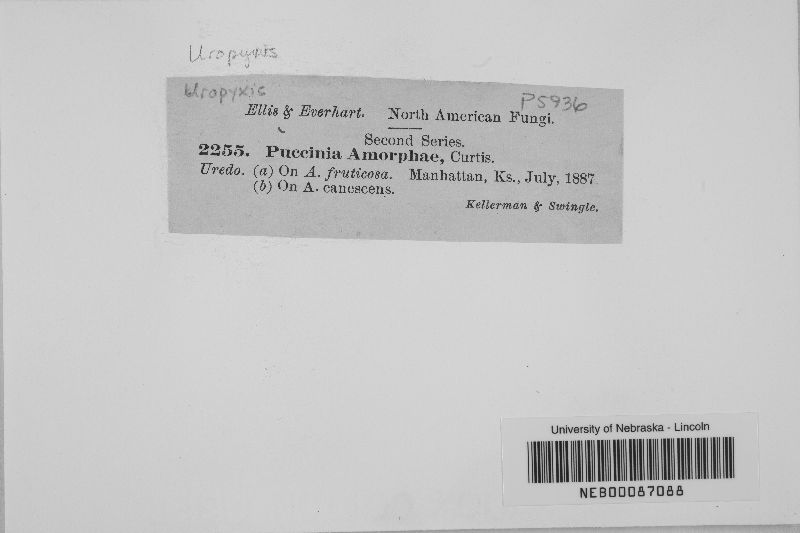 Uropyxis
Uropyxis
P5936
Ellis & Everhart. North American Fungi.
Second Series.
2255. Puccinia Amorphae, Curtis.
Uredo. (a) On A. fruticosa. Manhattan, Ks., July, 1887
(b) On A. canescens.
Kellerman & Swingle.
University of Nebraska - Lincoln
NEB00087088